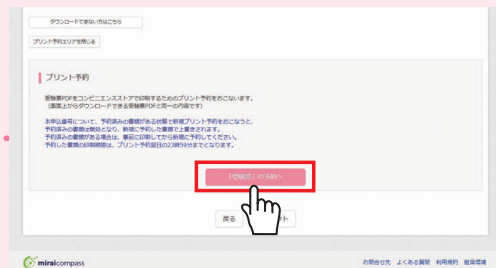 ダウンロードできない方はこちら
プリント予約エリアを閉じる
プリント予約
受験票PDFをコンビニエンスストアで印刷するためのプリント予約をおこないます。
(画面上からダウンロードできる受験票PDFと同一の内容です)
本申込番号について、予約済みの書類がある状態で新規プリント予約をおこなうと、
予約済みの書類は無効となり、新規に予約した書類で上書きされます。
予約済みの書類がある場合は、事前に印刷してから新規に予約してください。
予約した書類の印刷期限は、プリント予約翌日の23時59分までとなります。
「受験票」の予約へ
戻る
ト
miraicompass
お問合せ先 よくある質問 利用規約 推奨環境